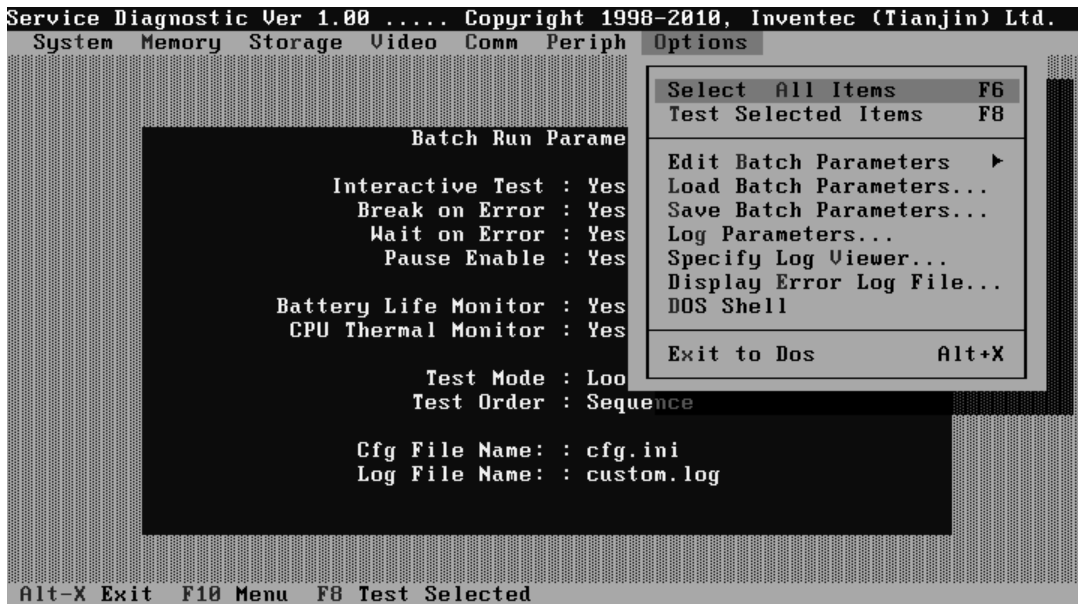 Service Diagnostic Ver 1.00 ..... Copyright 1998-2010, Inventec (Tianjin) Ltd.
System Memory Storage Video Comm Periph Options
Select All Items F6
Test Selected Items F8
Edit Batch Parameters ►
Load Batch Parameters...
Save Batch Parameters...
Log Parameters...
Specify Log Viewer...
Display Error Log File...
DOS Shell
Exit to Dos Alt+X
Batch Run Parame
Interactive Test : Yes
Break on Error : Yes
Wait on Error : Yes
Pause Enable : Yes
Battery Life Monitor : Yes
CPU Thermal Monitor : Yes
Test Mode : Loo
Test Order : Sequence
Cfg File Name: : cfg.ini
Log File Name: : custom.log
Alt-X Exit F10 Menu F8 Test Selected